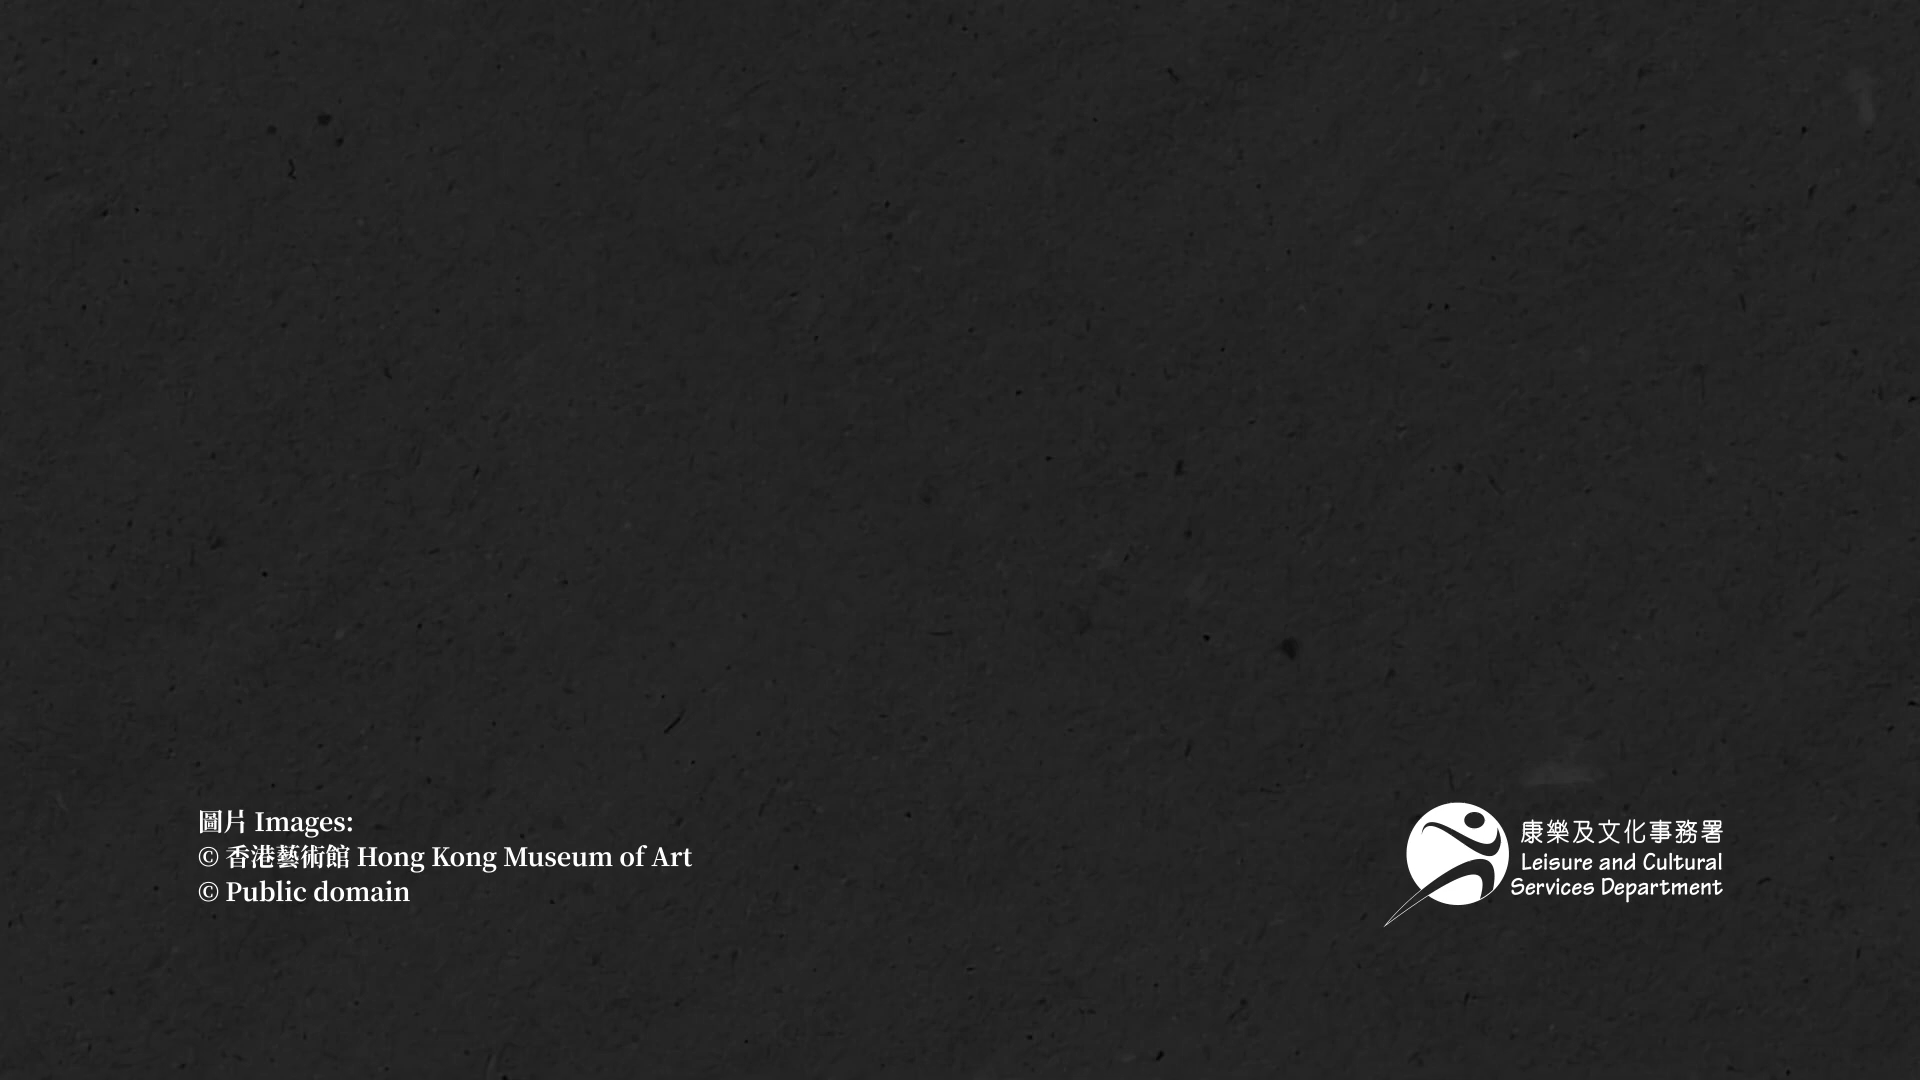 圖片 Images:
© 香港藝術館 Hong Kong Museum of Art
© Public domain
康樂及文化事務署
Leisure and Cultural
Services Department